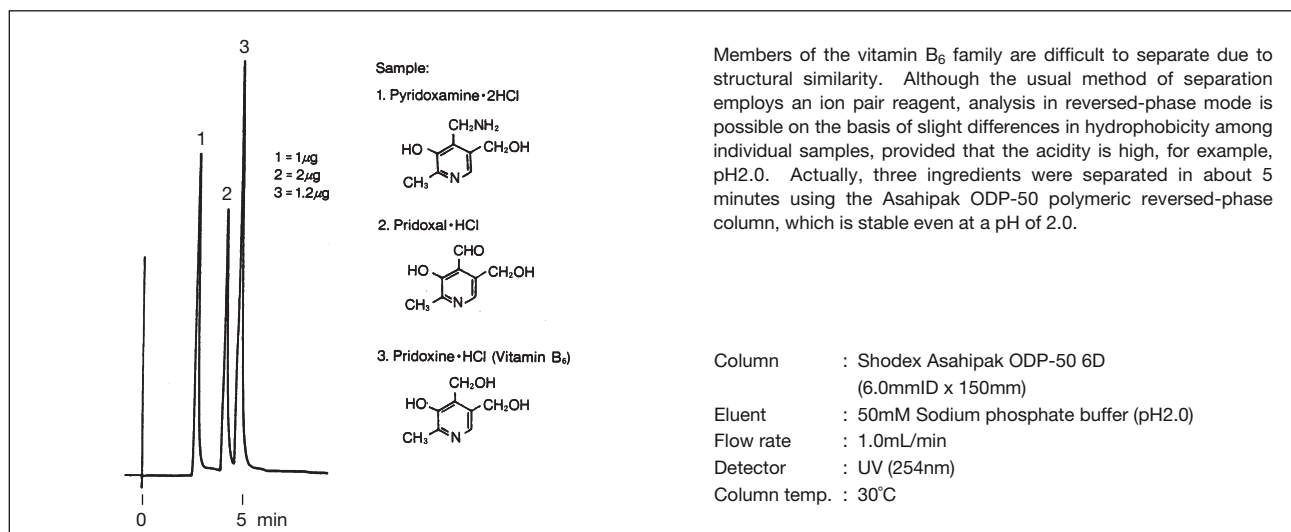 3
1
2
1 = 1µg
2 = 2µg
3 = 1.2µg
0 5 min
Sample:
1. Pyridoxamine•2HCl
CH₂NH₂
HO CH₂OH
CH₃ N
2. Pridoxal•HCl
CHO
HO CH₂OH
CH₃ N
3. Pridoxine•HCl (Vitamin B₆)
CH₂OH
HO CH₂OH
CH₃ N
Members of the vitamin B₆ family are difficult to separate due to
structural similarity. Although the usual method of separation
employs an ion pair reagent, analysis in reversed-phase mode is
possible on the basis of slight differences in hydrophobicity among
individual samples, provided that the acidity is high, for example,
pH2.0. Actually, three ingredients were separated in about 5
minutes using the Asahipak ODP-50 polymeric reversed-phase
column, which is stable even at a pH of 2.0.
Column : Shodex Asahipak ODP-50 6D
(6.0mmID x 150mm)
Eluent : 50mM Sodium phosphate buffer (pH2.0)
Flow rate : 1.0mL/min
Detector : UV (254nm)
Column temp. : 30°C